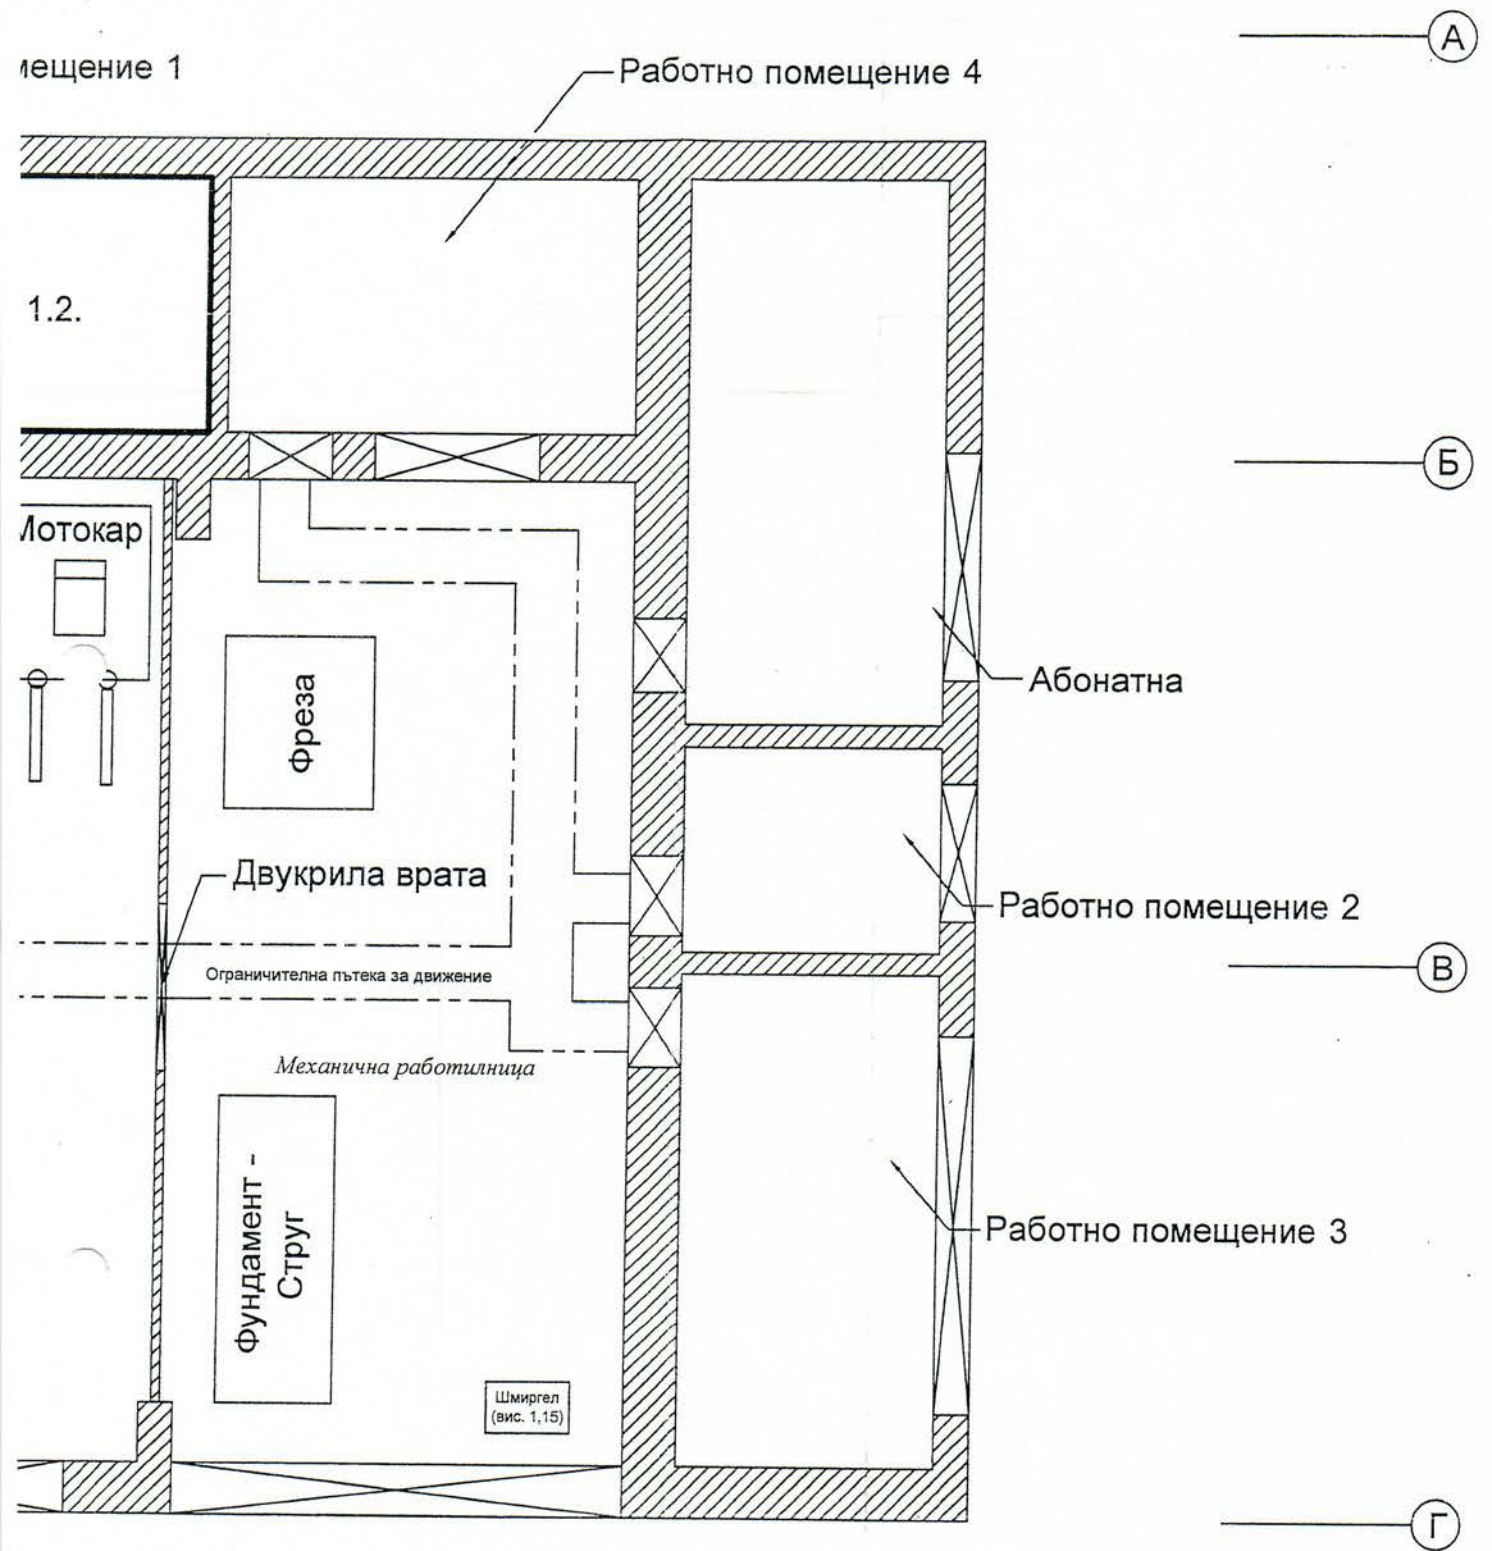 А
мещение 1
Работно помещение 4
1.2.
Б
Мотокар
Фреза
Абонатна
Двукрила врата
Работно помещение 2
Ограничителна пътека за движение
В
Механична работилница
Фундамент -
Струг
Работно помещение 3
Шмиргел
(вис. 1,15)
Г